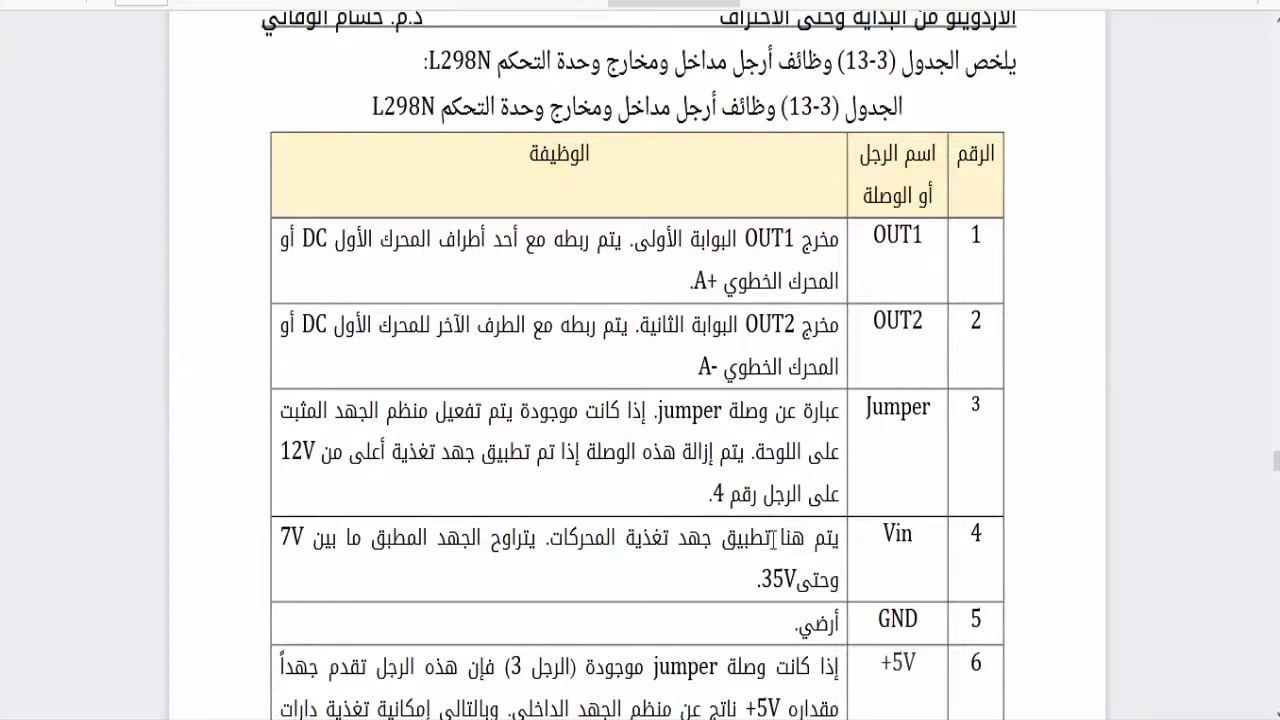 الاردوينو من البداية وحتى الاحتراف د.م. حسام الوفائي
يلخص الجدول (3-13) وظائف أرجل مداخل ومخارج وحدة التحكم L298N:
الجدول (3-13) وظائف أرجل مداخل ومخارج وحدة التحكم L298N
الرقم اسم الرجل أو الوصلة الوظيفة
1 OUT1 مخرج OUT1 البوابة الأولى. يتم ربطه مع أحد أطراف المحرك الأول DC أو
المحرك الخطوي A+.
2 OUT2 مخرج OUT2 البوابة الثانية. يتم ربطه مع الطرف الآخر للمحرك الأول DC أو
المحرك الخطوي A-
3 Jumper عبارة عن وصلة jumper. إذا كانت موجودة يتم تفعيل منظم الجهد المثبت
على اللوحة. يتم إزالة هذه الوصلة إذا تم تطبيق جهد تغذية أعلى من 12V
على الرجل رقم 4.
4 Vin يتم هنا تطبيق جهد تغذية المحركات. يتراوح الجهد المطبق ما بين 7V
وحتى35V.
5 GND أرضي.
6 +5V إذا كانت وصلة jumper موجودة (الرجل 3) فإن هذه الرجل تقدم جهداً
مقداره 5V+ ناتج عن منظم الجهد الداخلي. وبالتالي إمكانية تغذية دارات